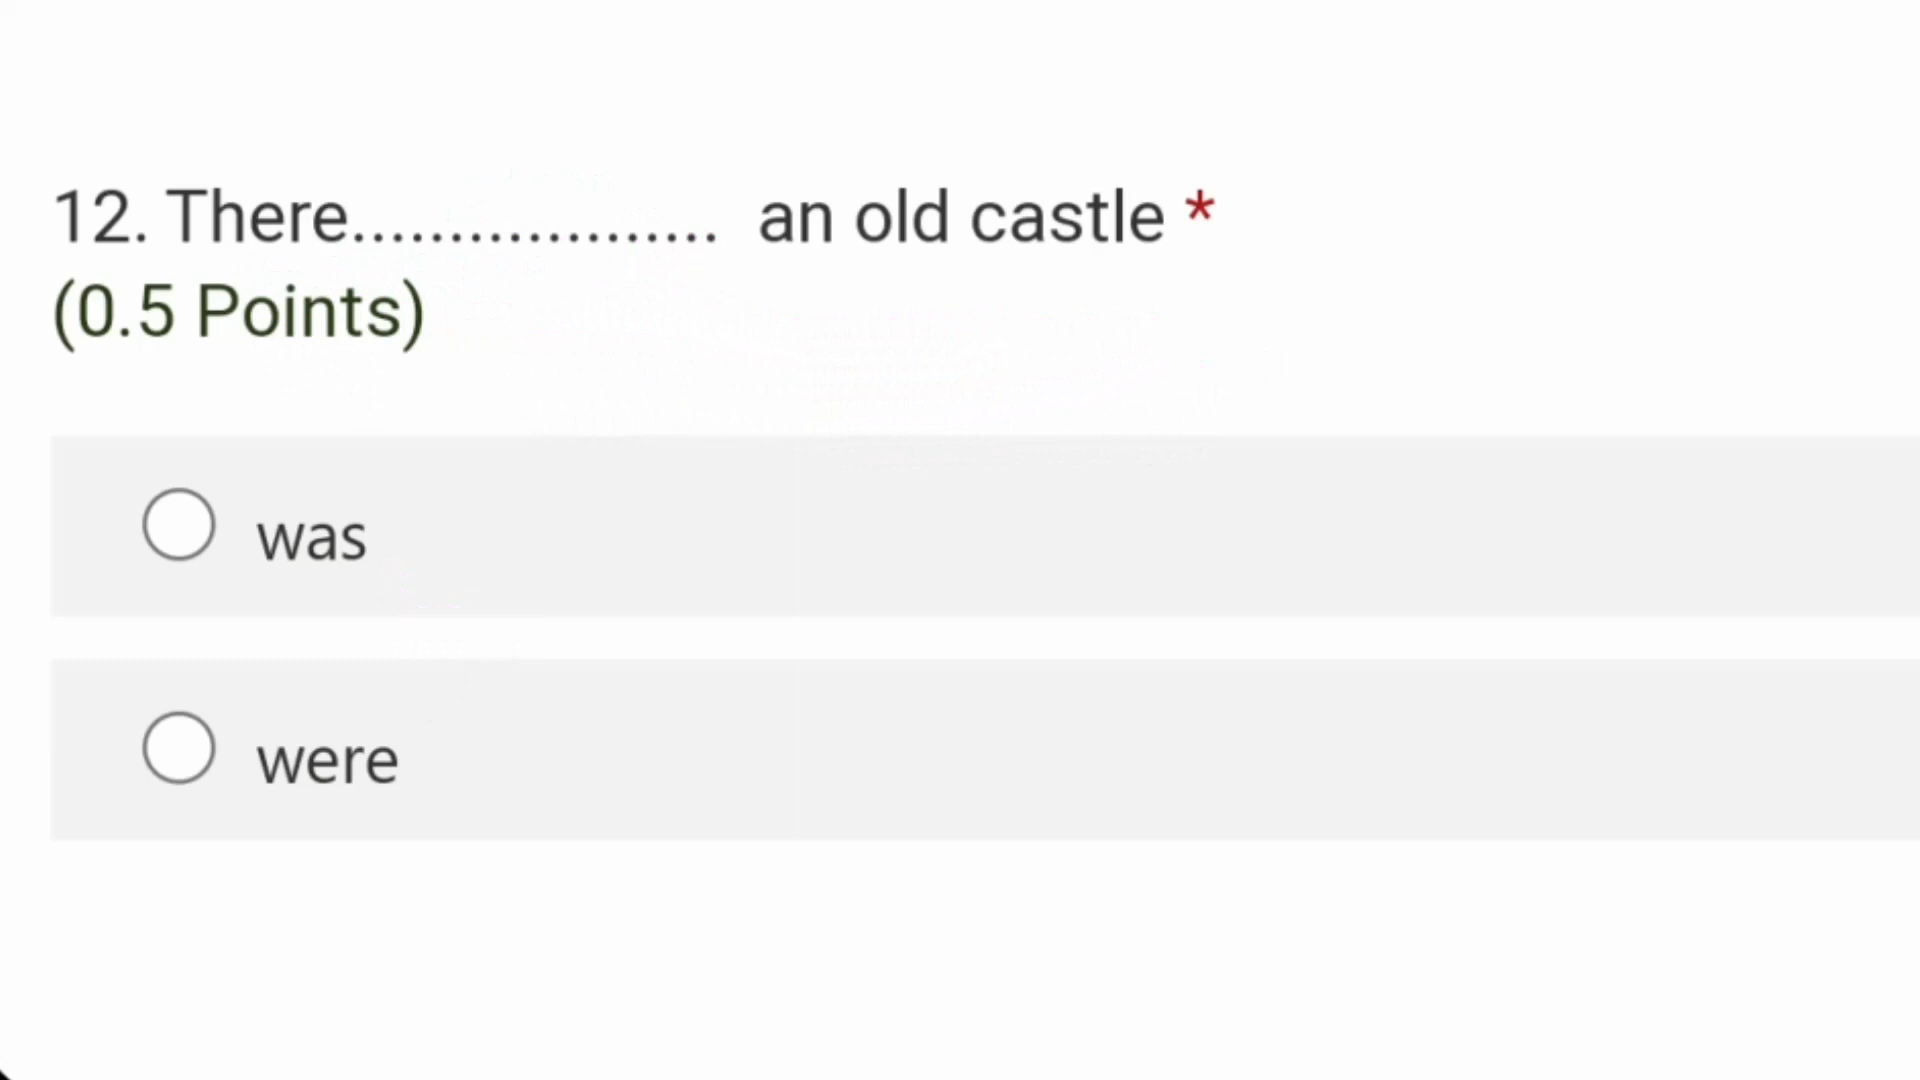 12. There................... an old castle *
(0.5 Points)
was
were